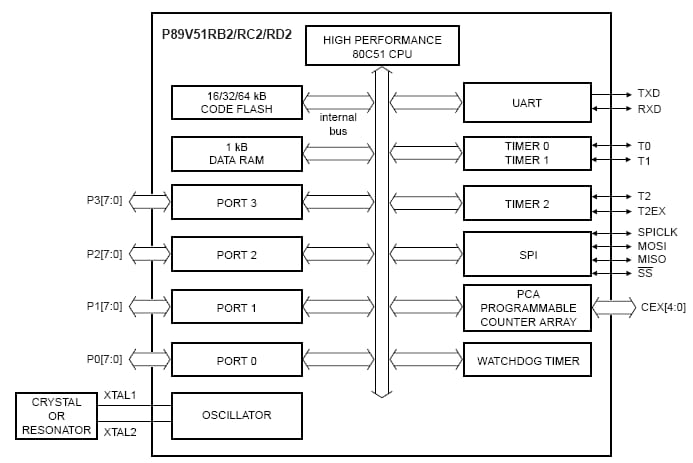 P89V51RB2/RC2/RD2
HIGH PERFORMANCE
80C51 CPU
16/32/64 kB
CODE FLASH
internal
bus
UART
TXD
RXD
1 kB
DATA RAM
TIMER 0
TIMER 1
T0
T1
P3[7:0]
PORT 3
TIMER 2
T2
T2EX
P2[7:0]
PORT 2
SPI
SPICLK
MOSI
MISO
SS
P1[7:0]
PORT 1
PCA
PROGRAMMABLE
COUNTER ARRAY
CEX[4:0]
P0[7:0]
PORT 0
WATCHDOG TIMER
CRYSTAL
OR
RESONATOR
XTAL1
XTAL2
OSCILLATOR